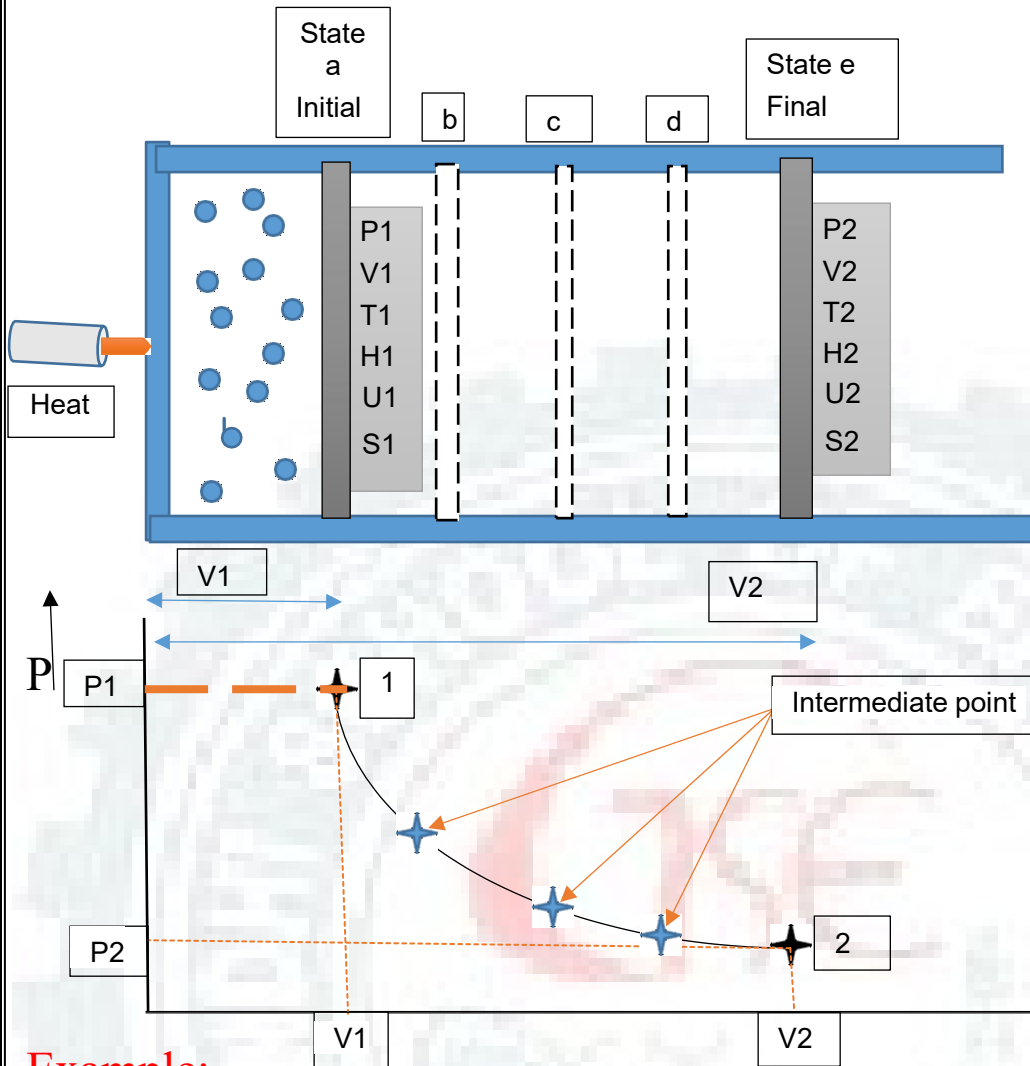 State
a
Initial
State e
Final
b
c
d
P1
V1
T1
H1
U1
S1
P2
V2
T2
H2
U2
S2
Heat
V1
V2
P
P1
1
Intermediate point
P2
2
V1
V2
Example: